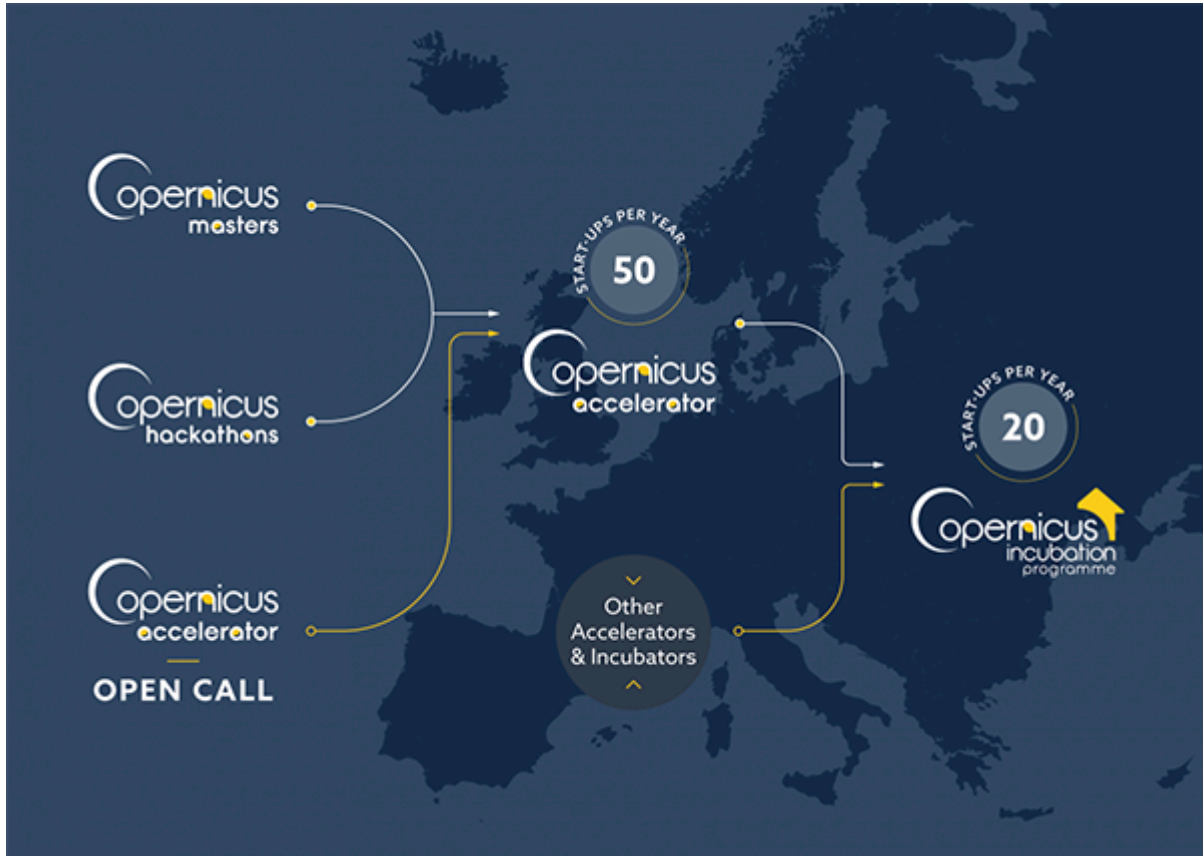 Copernicus
masters
Copernicus
hackathons
Copernicus
accelerator
OPEN CALL
START-UPS PER YEAR
50
Copernicus
accelerator
Other
Accelerators
& Incubators
START-UPS PER YEAR
20
Copernicus
incubation
programme